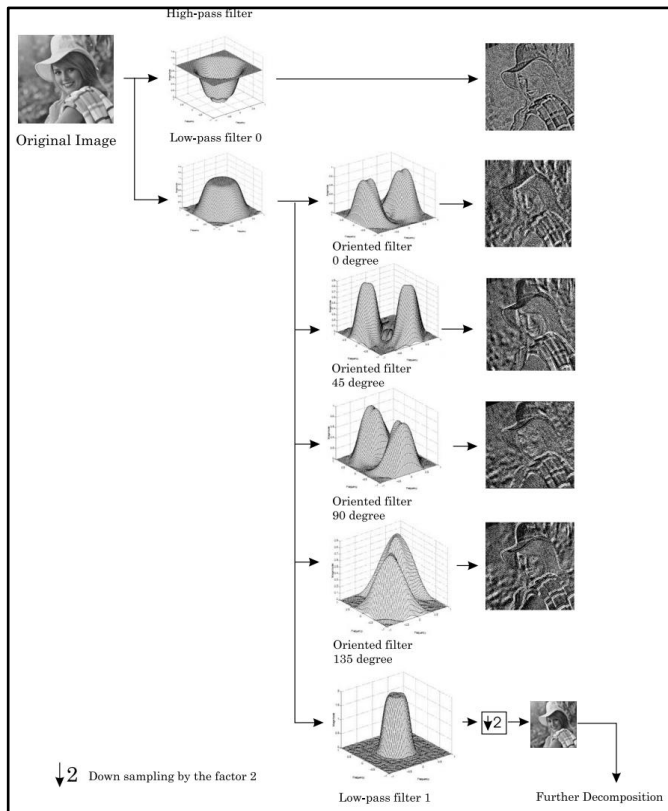 High-pass filter
Original Image
Low-pass filter 0
Oriented filter
0 degree
Oriented filter
45 degree
Oriented filter
90 degree
Oriented filter
135 degree
↓2
↓2 Down sampling by the factor 2
Low-pass filter 1
Further Decomposition